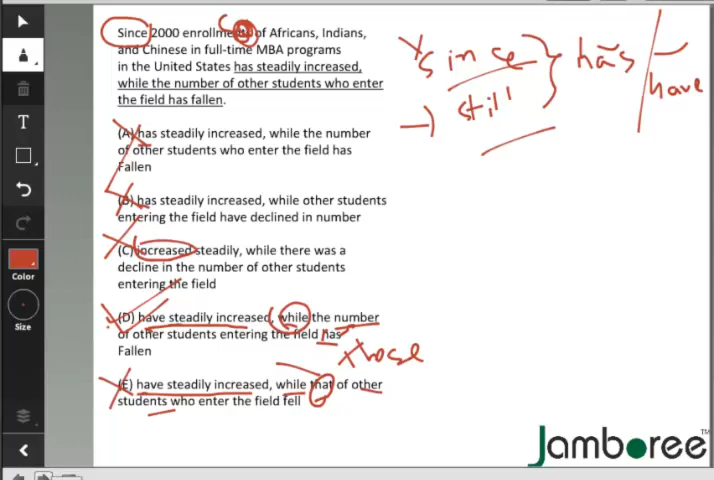 Since 2000 enrollments of Africans, Indians,
and Chinese in full-time MBA programs
in the United States has steadily increased,
while the number of other students who enter
the field has fallen.
(A) has steadily increased, while the number
of other students who enter the field has
Fallen
(B) has steadily increased, while other students
entering the field have declined in number
(C) increased steadily, while there was a
decline in the number of other students
entering the field
(D) have steadily increased, while the number
of other students entering the field has
Fallen
(E) have steadily increased, while that of other
students who enter the field fell
since
still
has
have
those
T
Color
Size
Jamboree™